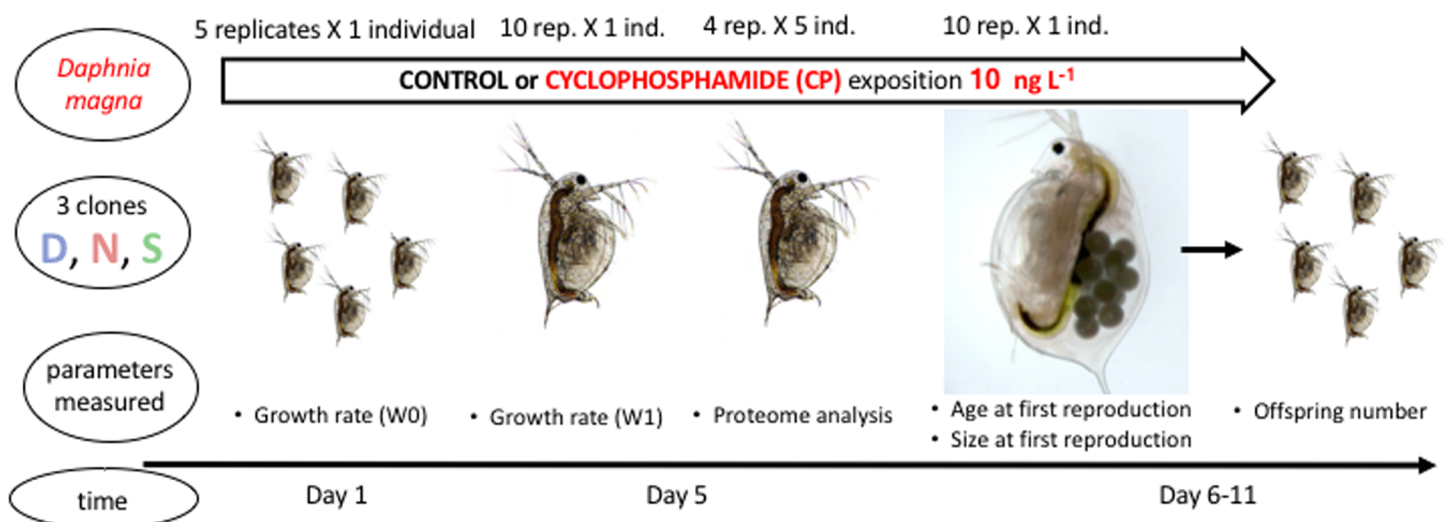 5 replicates X 1 individual
10 rep. X 1 ind.
4 rep. X 5 ind.
10 rep. X 1 ind.
Daphnia
magna
CONTROL or CYCLOPHOSPHAMIDE (CP) exposition 10 ng L⁻¹
3 clones
D, N, S
parameters
measured
• Growth rate (W0)
• Growth rate (W1)
• Proteome analysis
• Age at first reproduction
• Size at first reproduction
• Offspring number
time
Day 1
Day 5
Day 6-11